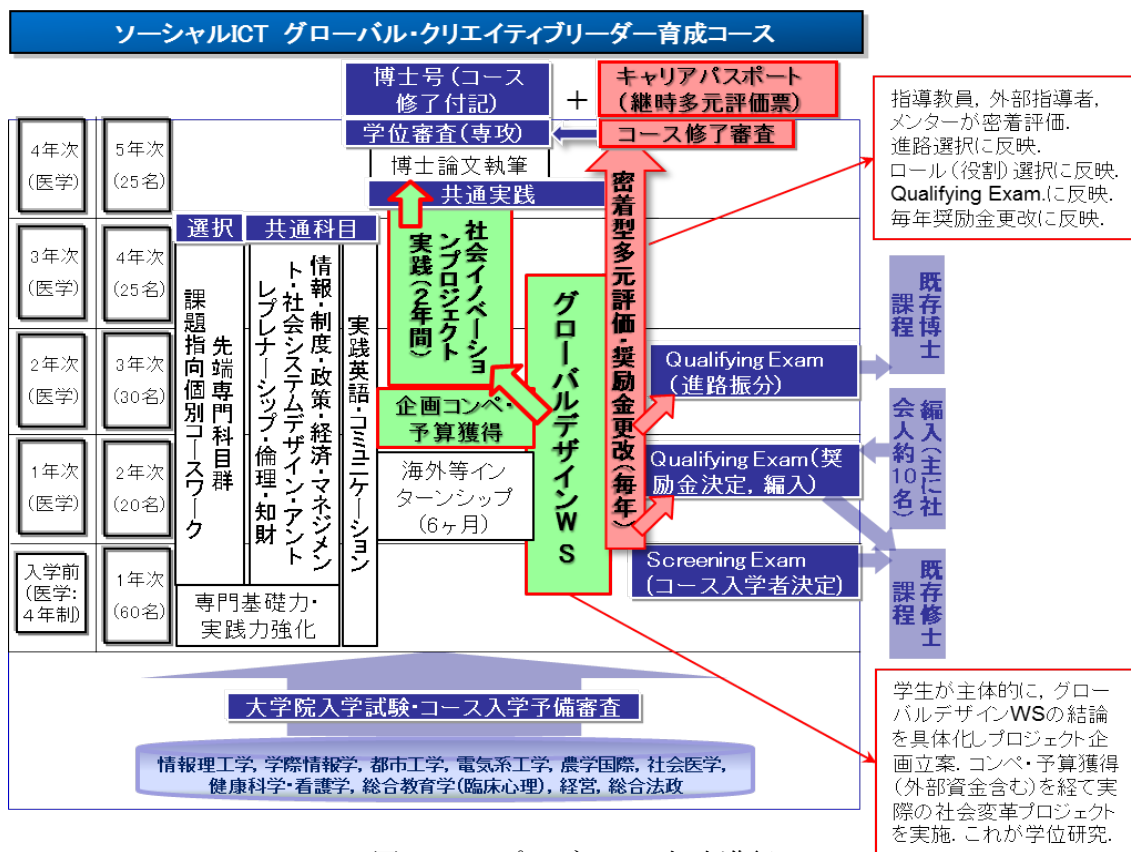 ソーシャルICT グローバル・クリエイティブリーダー育成コース
博士号(コース
修了付記)
+
キャリアパスポート
(継時多元評価票)
学位審査(専攻)
コース修了審査
博士論文執筆
共通実践
4年次
(医学)
5年次
(25名)
3年次
(医学)
4年次
(25名)
2年次
(医学)
3年次
(30名)
1年次
(医学)
2年次
(20名)
入学前
(医学:
4年制)
1年次
(60名)
選択
共通科目
課題指向個別コースワーク
先端専門科目群
情報・制度・政策・経済・マネジメン
ト・社会システムデザイン・アント
レプレナーシップ・倫理・知財
実践英語・コミュニケーション
専門基礎力・
実践力強化
社会イノベーショ
ンプロジェクト
実践(2年間)
企画コンペ・
予算獲得
海外等イン
ターンシップ
(6ヶ月)
グローバルデザインWS
密着型多元評価・奨励金更改(毎年)
Qualifying Exam
(進路振分)
Qualifying Exam(奨
励金決定, 編入)
Screening Exam
(コース入学者決定)
既存博士
課程
編入(主に社
会人約10名)
既存修士
課程
指導教員, 外部指導者,
メンターが密着評価.
進路選択に反映.
ロール(役割)選択に反映.
Qualifying Exam.に反映.
毎年奨励金更改に反映.
学生が主体的に, グロー
バルデザインWSの結論
を具体化しプロジェクト企
画立案. コンペ・予算獲得
(外部資金含む)を経て実
際の社会変革プロジェクト
を実施. これが学位研究.
大学院入学試験・コース入学予備審査
情報理工学, 学際情報学, 都市工学, 電気系工学, 農学国際, 社会医学,
健康科学・看護学, 総合教育学(臨床心理), 経営, 総合法政